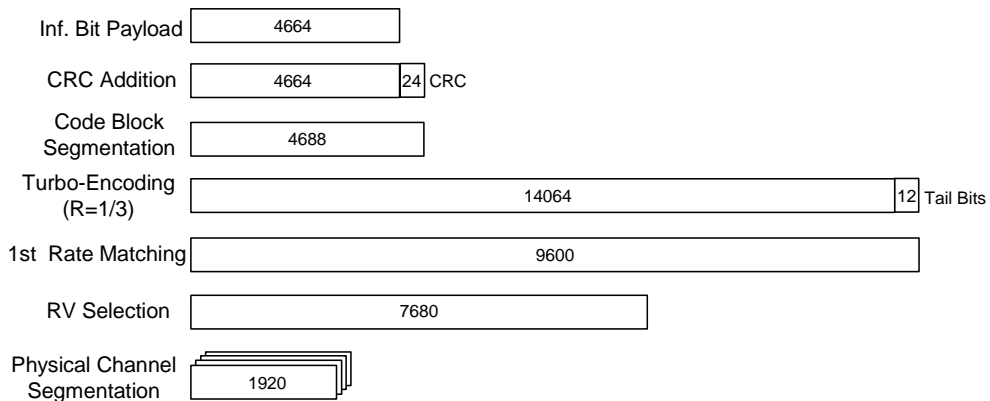 Inf. Bit Payload 4664
CRC Addition 4664 24 CRC
Code Block
Segmentation 4688
Turbo-Encoding
(R=1/3) 14064 12 Tail Bits
1st Rate Matching 9600
RV Selection 7680
Physical Channel
Segmentation 1920